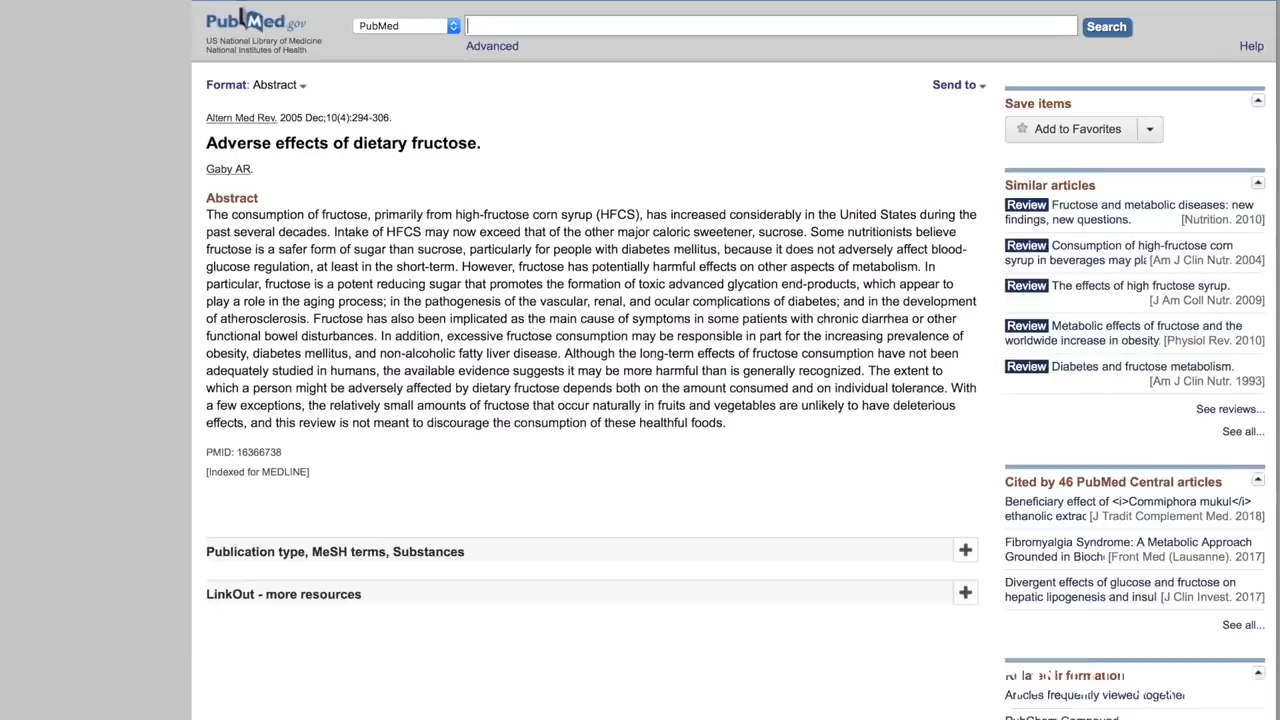 PubMed.gov
US National Library of Medicine
National Institutes of Health
PubMed
Search
Advanced
Help
Format: Abstract
Send to
Altern Med Rev. 2005 Dec;10(4):294-306.
Adverse effects of dietary fructose.
Gaby AR.
Abstract
The consumption of fructose, primarily from high-fructose corn syrup (HFCS), has increased considerably in the United States during the
past several decades. Intake of HFCS may now exceed that of the other major caloric sweetener, sucrose. Some nutritionists believe
fructose is a safer form of sugar than sucrose, particularly for people with diabetes mellitus, because it does not adversely affect blood-
glucose regulation, at least in the short-term. However, fructose has potentially harmful effects on other aspects of metabolism. In
particular, fructose is a potent reducing sugar that promotes the formation of toxic advanced glycation end-products, which appear to
play a role in the aging process; in the pathogenesis of the vascular, renal, and ocular complications of diabetes; and in the development
of atherosclerosis. Fructose has also been implicated as the main cause of symptoms in some patients with chronic diarrhea or other
functional bowel disturbances. In addition, excessive fructose consumption may be responsible in part for the increasing prevalence of
obesity, diabetes mellitus, and non-alcoholic fatty liver disease. Although the long-term effects of fructose consumption have not been
adequately studied in humans, the available evidence suggests it may be more harmful than is generally recognized. The extent to
which a person might be adversely affected by dietary fructose depends both on the amount consumed and on individual tolerance. With
a few exceptions, the relatively small amounts of fructose that occur naturally in fruits and vegetables are unlikely to have deleterious
effects, and this review is not meant to discourage the consumption of these healthful foods.
PMID: 16366738
[Indexed for MEDLINE]
Publication type, MeSH terms, Substances
LinkOut - more resources
Save items
Add to Favorites
Similar articles
Review Fructose and metabolic diseases: new
findings, new questions. [Nutrition. 2010]
Review Consumption of high-fructose corn
syrup in beverages may pla [Am J Clin Nutr. 2004]
Review The effects of high fructose syrup.
[J Am Coll Nutr. 2009]
Review Metabolic effects of fructose and the
worldwide increase in obesity. [Physiol Rev. 2010]
Review Diabetes and fructose metabolism.
[Am J Clin Nutr. 1993]
See reviews...
See all...
Cited by 46 PubMed Central articles
Beneficiary effect of <i>Commiphora mukul</i>
ethanolic extrac [J Tradit Complement Med. 2018]
Fibromyalgia Syndrome: A Metabolic Approach
Grounded in Bioch [Front Med (Lausanne). 2017]
Divergent effects of glucose and fructose on
hepatic lipogenesis and insul [J Clin Invest. 2017]
See all...
Related information
Articles frequently viewed together
PubChem Compound